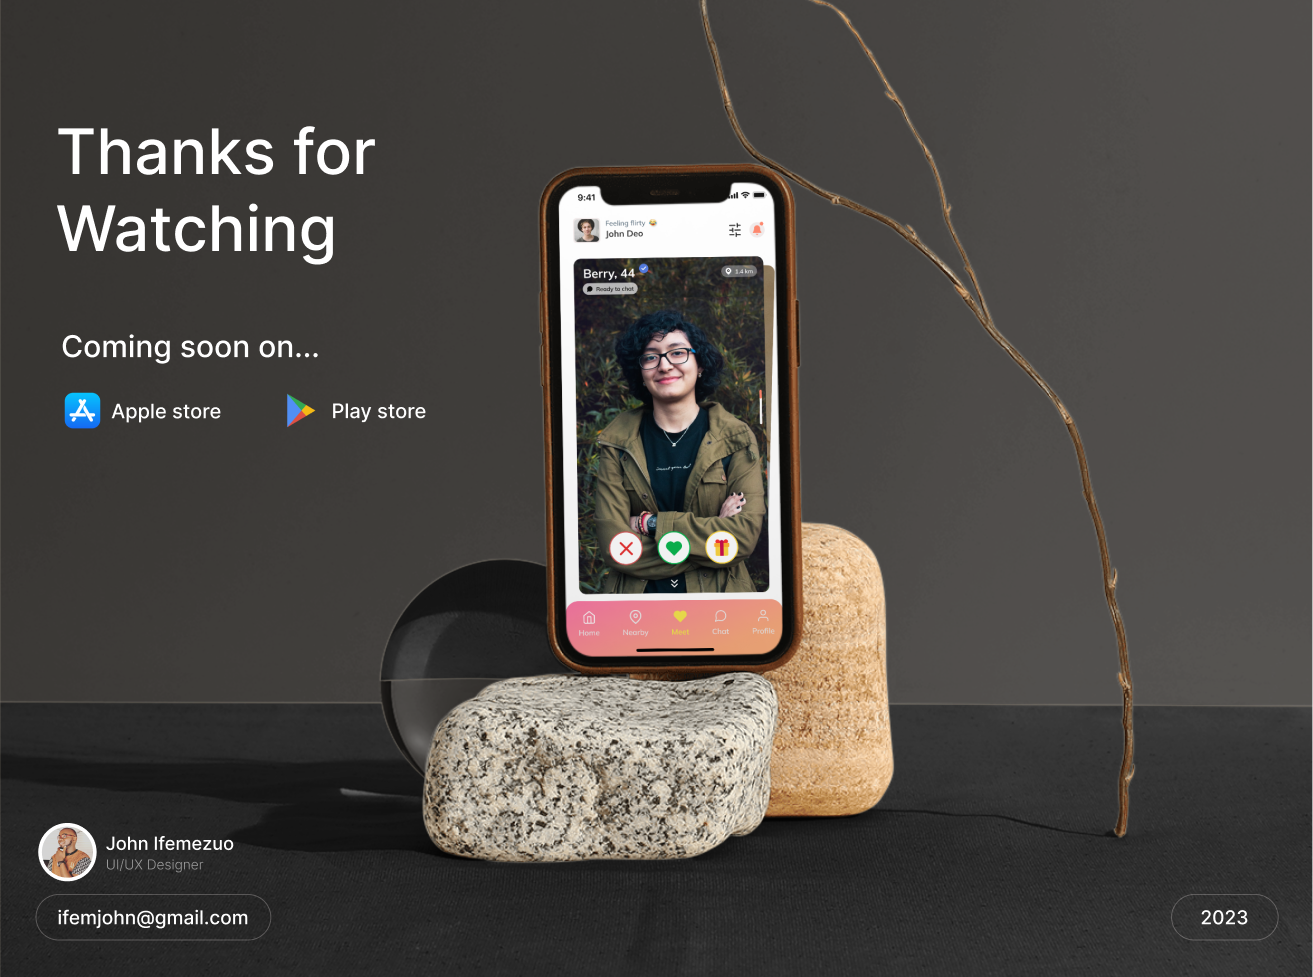 Thanks for
Watching
Coming soon on...
Apple store
Play store
9:41
Feeling flirty
John Deo
Berry, 44
1.4 km
Ready to chat
Home
Nearby
Meet
Chat
Profile
John Ifemezuo
UI/UX Designer
ifemjohn@gmail.com
2023